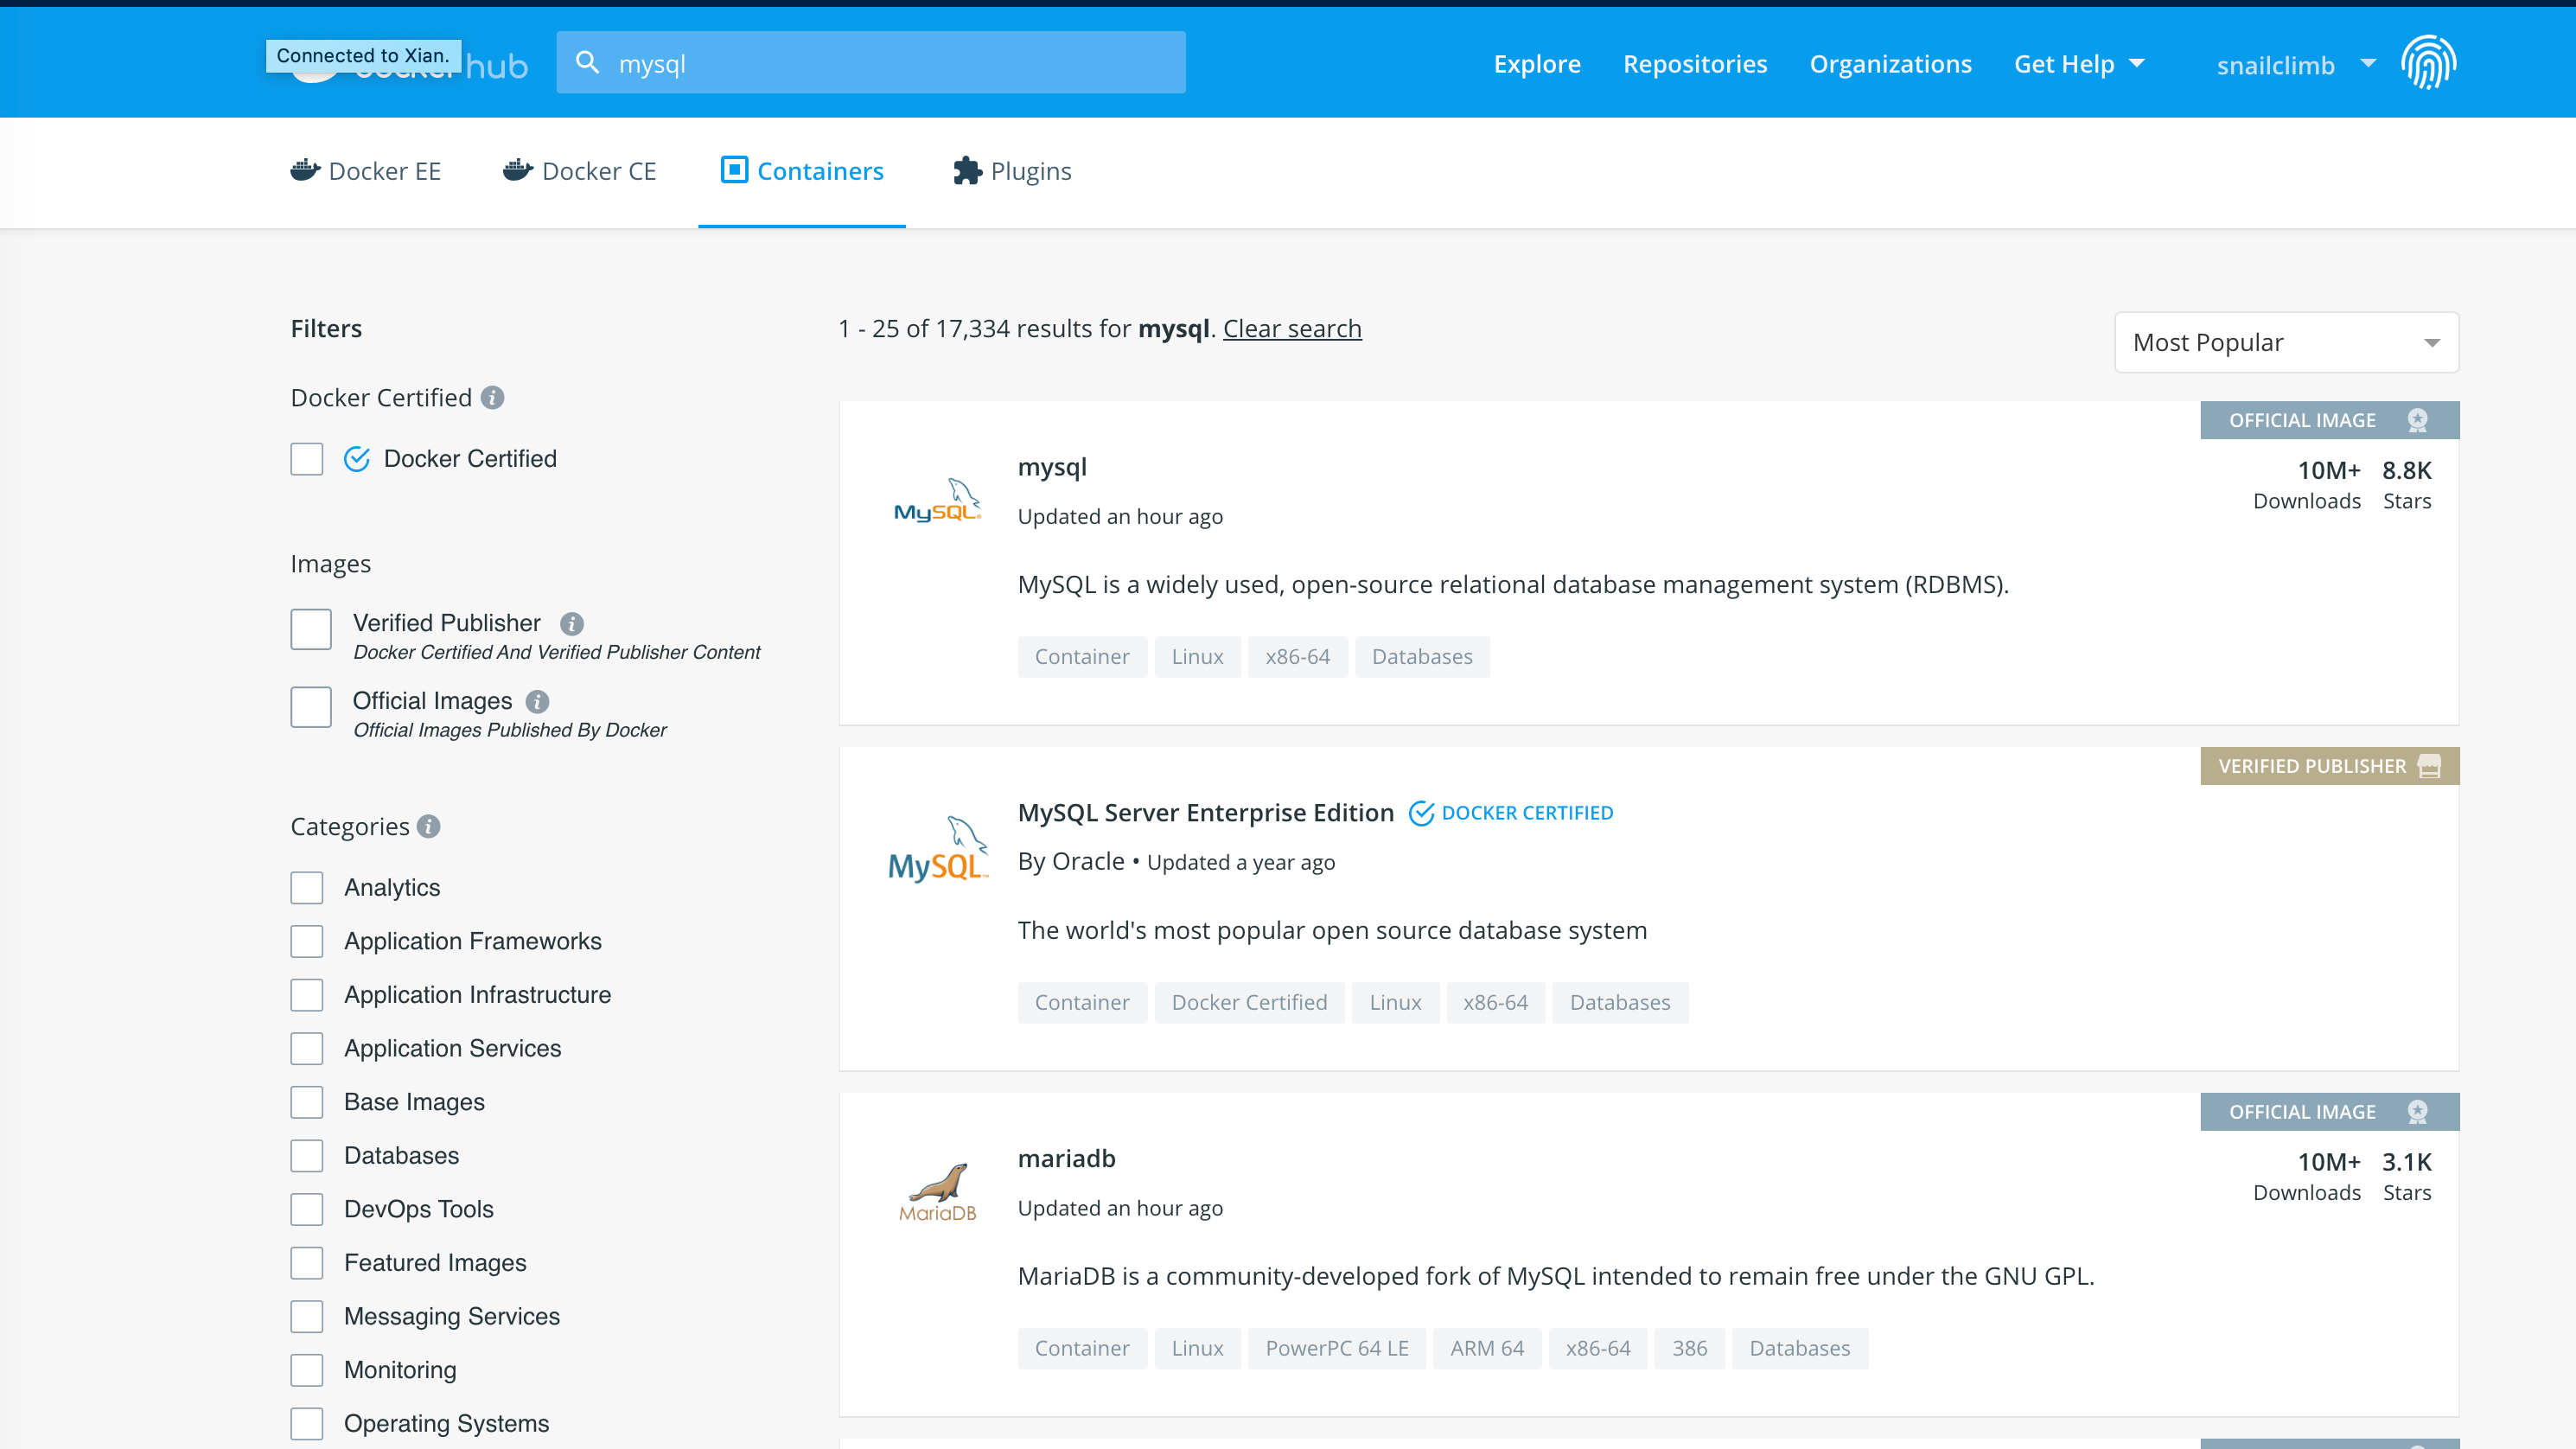 Connected to Xian.
hub
mysql
Explore
Repositories
Organizations
Get Help
snailclimb
Docker EE
Docker CE
Containers
Plugins
Filters
Docker Certified
Docker Certified
Images
Verified Publisher
Docker Certified And Verified Publisher Content
Official Images
Official Images Published By Docker
Categories
Analytics
Application Frameworks
Application Infrastructure
Application Services
Base Images
Databases
DevOps Tools
Featured Images
Messaging Services
Monitoring
Operating Systems
1 - 25 of 17,334 results for mysql. Clear search
Most Popular
OFFICIAL IMAGE
MySQL
mysql
10M+ 8.8K
Downloads Stars
Updated an hour ago
MySQL is a widely used, open-source relational database management system (RDBMS).
Container Linux x86-64 Databases
VERIFIED PUBLISHER
MySQL
MySQL Server Enterprise Edition DOCKER CERTIFIED
By Oracle • Updated a year ago
The world's most popular open source database system
Container Docker Certified Linux x86-64 Databases
OFFICIAL IMAGE
MariaDB
mariadb
10M+ 3.1K
Downloads Stars
Updated an hour ago
MariaDB is a community-developed fork of MySQL intended to remain free under the GNU GPL.
Container Linux PowerPC 64 LE ARM 64 x86-64 386 Databases